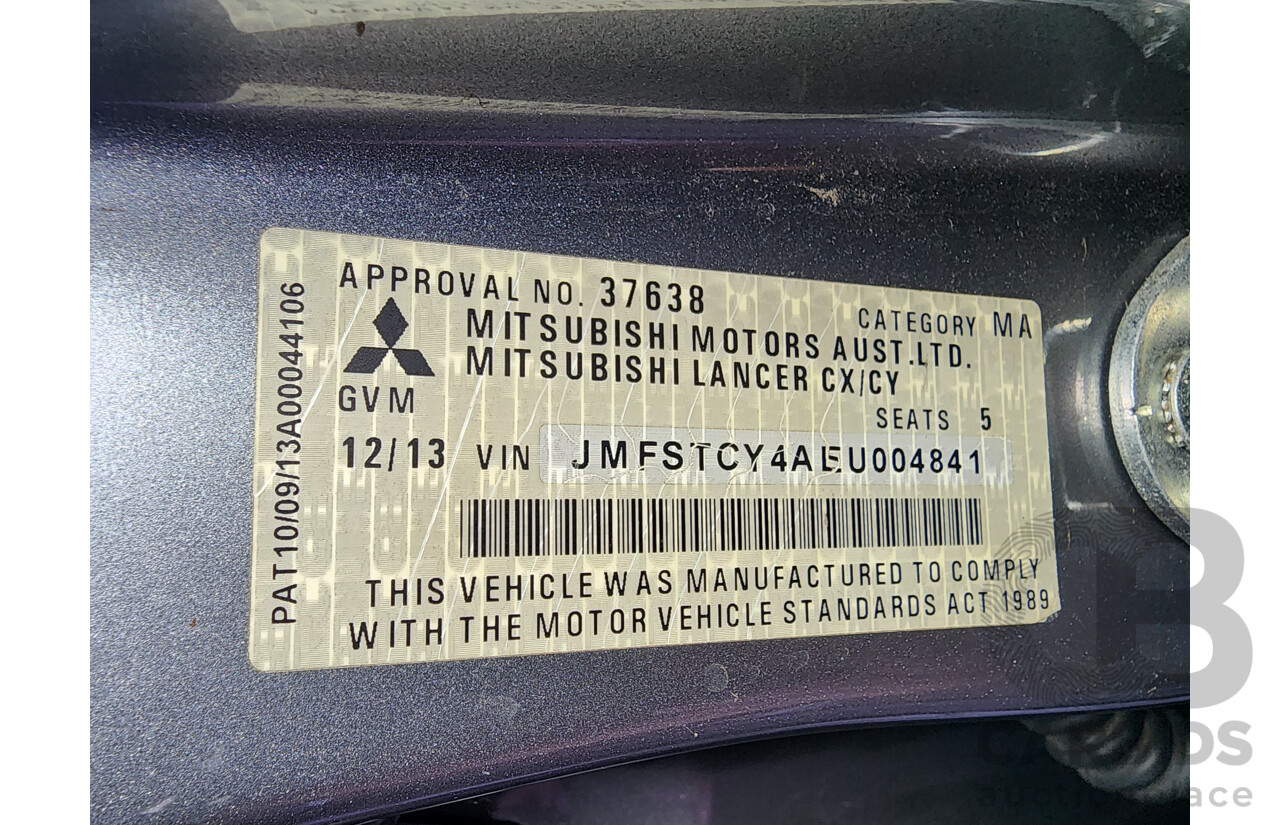 APPROVAL NO. 37638
CATEGORY MA
MITSUBISHI MOTORS AUST.LTD.
MITSUBISHI LANCER CX/CY
GVM
SEATS 5
12/13 VIN JMFSTCY4AEU004841
THIS VEHICLE WAS MANUFACTURED TO COMPLY
WITH THE MOTOR VEHICLE STANDARDS ACT 1989
PAT10/09/13A00044106